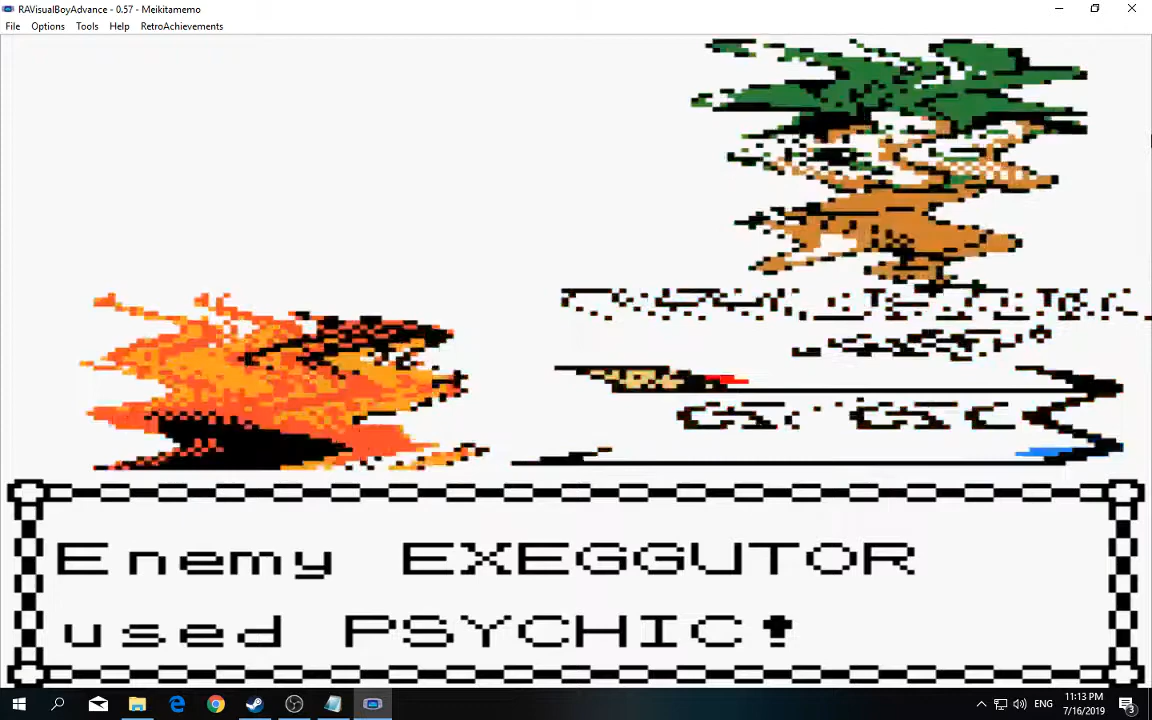 RAVisualBoyAdvance - 0.57 - Meikitamemo
File Options Tools Help RetroAchievements
Enemy EXEGGUTOR
used PSYCHIC!
11:13 PM
ENG
7/16/2019
3